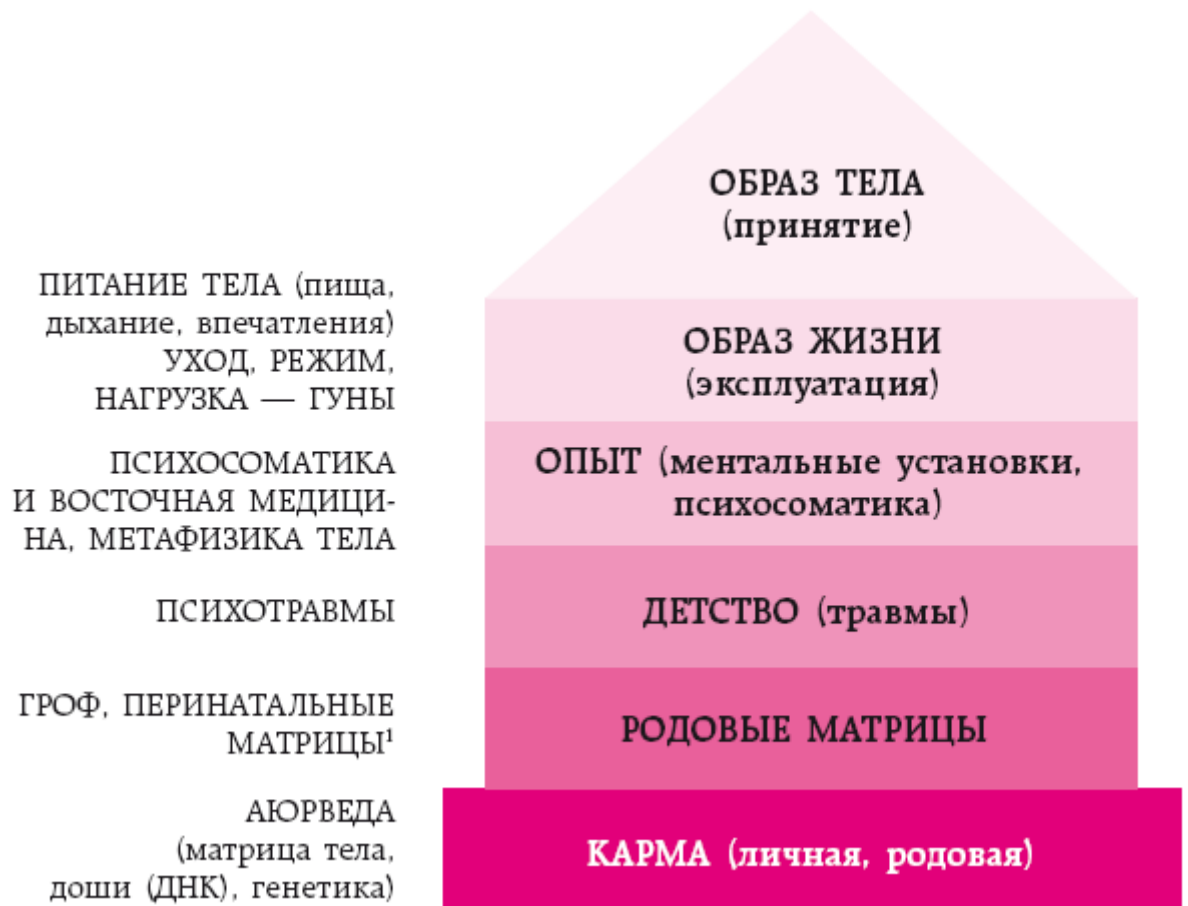 ОБРАЗ ТЕЛА
(принятие)
ПИТАНИЕ ТЕЛА (пища,
дыхание, впечатления)
УХОД, РЕЖИМ,
НАГРУЗКА — ГУНЫ
ОБРАЗ ЖИЗНИ
(эксплуатация)
ПСИХОСОМАТИКА
И ВОСТОЧНАЯ МЕДИЦИ-
НА, МЕТАФИЗИКА ТЕЛА
ОПЫТ (ментальные установки,
психосоматика)
ПСИХОТРАВМЫ
ДЕТСТВО (травмы)
ГРОФ, ПЕРИНАТАЛЬНЫЕ
МАТРИЦЫ¹
РОДОВЫЕ МАТРИЦЫ
АЮРВЕДА
(матрица тела,
доши (ДНК), генетика)
КАРМА (личная, родовая)